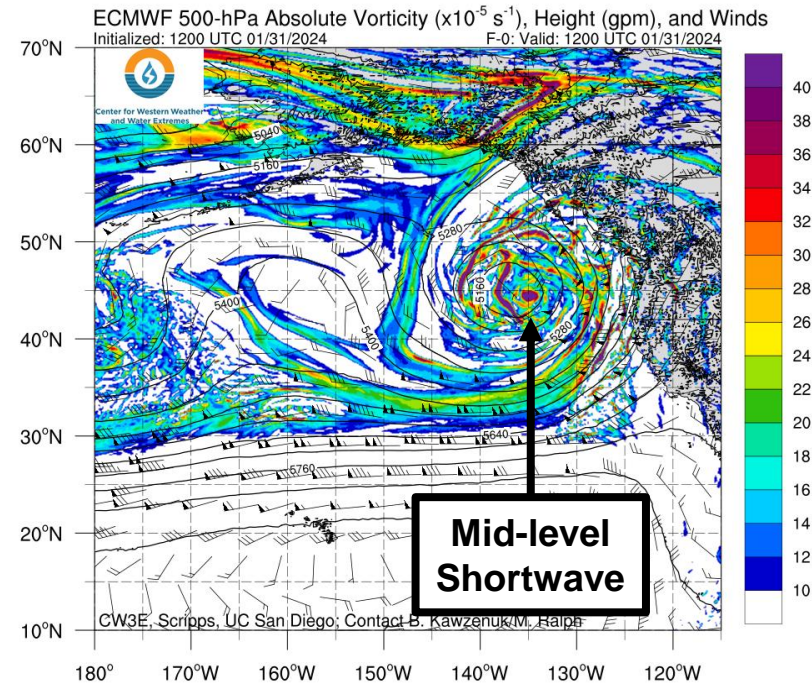 ECMWF 500-hPa Absolute Vorticity (x10⁻⁵ s⁻¹), Height (gpm), and Winds
Initialized: 1200 UTC 01/31/2024 F-0: Valid: 1200 UTC 01/31/2024
Center for Western Weather
and Water Extremes
70°N
60°N
50°N
40°N
30°N
20°N
10°N
5040
5160
5280
5160
5400
5400
5280
5640
5760
Mid-level
Shortwave
CW3E, Scripps, UC San Diego; Contact B. Kawzenuk/M. Ralph
180° 170°W 160°W 150°W 140°W 130°W 120°W
40
38
36
34
32
30
28
26
24
22
20
18
16
14
12
10